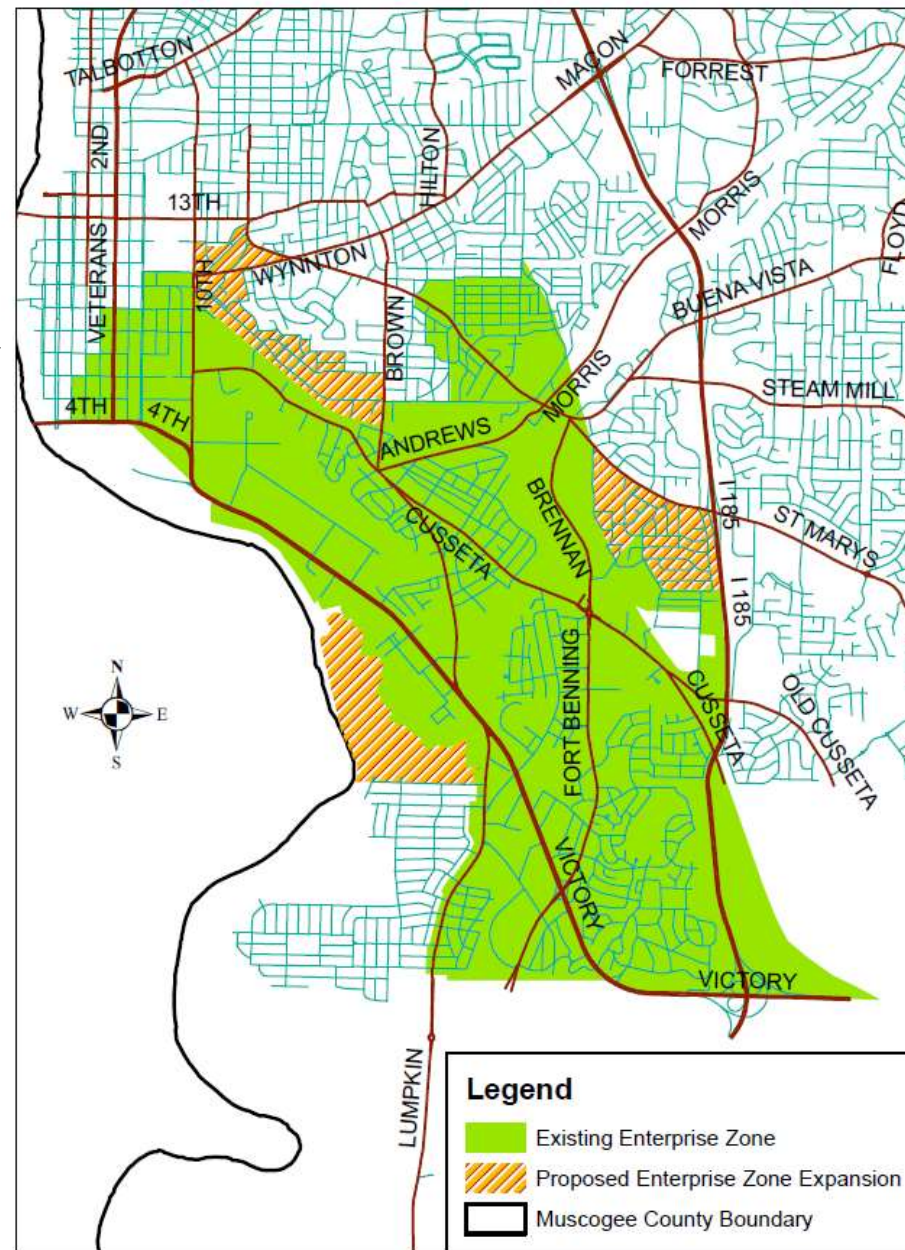 TALBOTTON
MACON
FORREST
2ND
HILTON
13TH
MORRIS
FLOYD
VETERANS
10TH
WYNNTON
BUENA VISTA
BROWN
STEAM MILL
4TH
4TH
MORRIS
ANDREWS
BRENNAN
I 185
ST MARYS
CUSSETA
I 185
N
W
E
S
FORT BENNING
CUSSETA
OLD CUSSETA
VICTORY
VICTORY
LUMPKIN
Legend
Existing Enterprise Zone
Proposed Enterprise Zone Expansion
Muscogee County Boundary